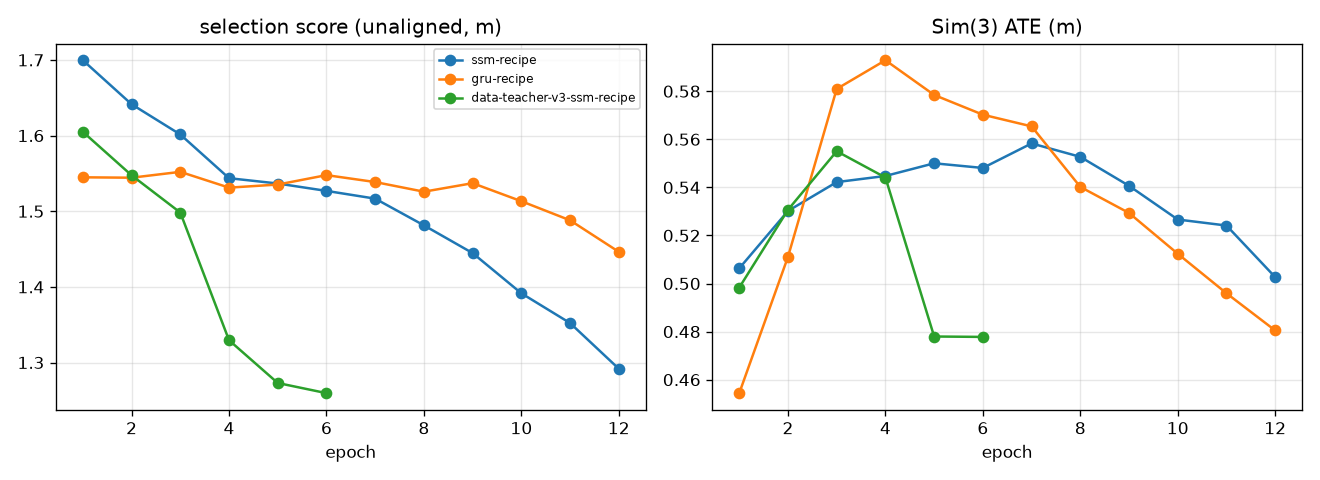 selection score (unaligned, m)
1.7
1.6
1.5
1.4
1.3
2 4 6 8 10 12
epoch
ssm-recipe
gru-recipe
data-teacher-v3-ssm-recipe
Sim(3) ATE (m)
0.58
0.56
0.54
0.52
0.50
0.48
0.46
2 4 6 8 10 12
epoch